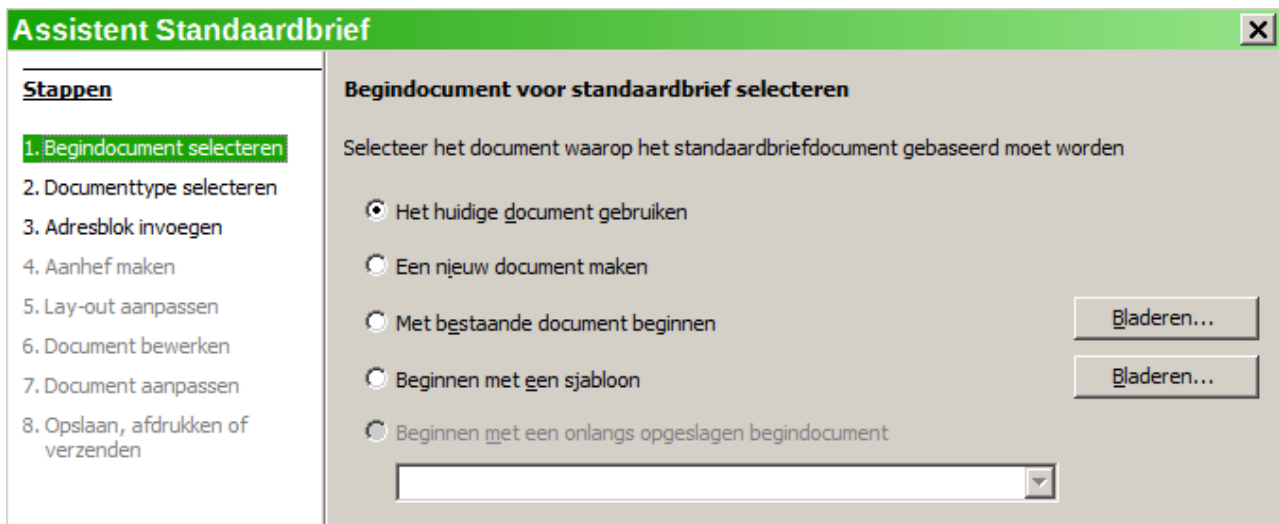 Assistent Standaardbrief
Stappen
1. Begindocument selecteren
2. Documenttype selecteren
3. Adresblok invoegen
4. Aanhef maken
5. Lay-out aanpassen
6. Document bewerken
7. Document aanpassen
8. Opslaan, afdrukken of
verzenden
Begindocument voor standaardbrief selecteren
Selecteer het document waarop het standaardbriefdocument gebaseerd moet worden
Het huidige document gebruiken
Een nieuw document maken
Met bestaande document beginnen
Bladeren...
Beginnen met een sjabloon
Bladeren...
Beginnen met een onlangs opgeslagen begindocument